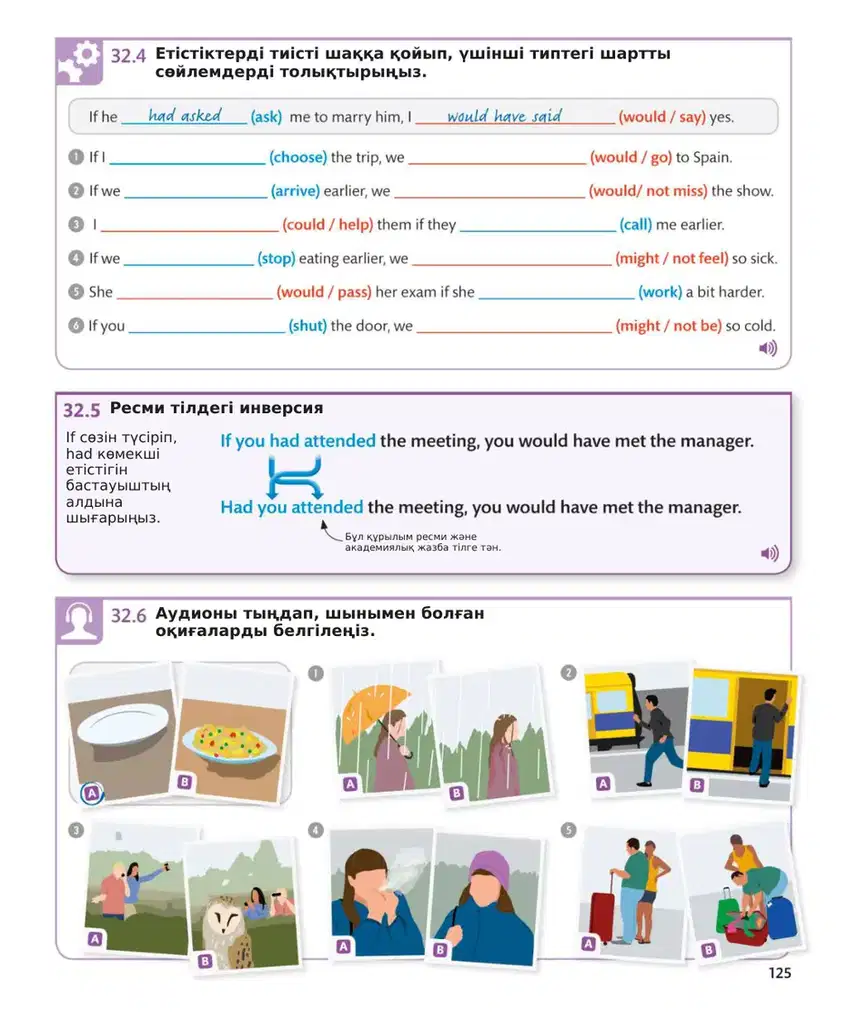 32.4 Етістіктерді тиісті шаққа қойып, үшінші типтегі шартты
сөйлемдерді толықтырыңыз.
If he had asked (ask) me to marry him, I would have said (would / say) yes.
1 If I (choose) the trip, we (would / go) to Spain.
2 If we (arrive) earlier, we (would/ not miss) the show.
3 I (could / help) them if they (call) me earlier.
4 If we (stop) eating earlier, we (might / not feel) so sick.
5 She (would / pass) her exam if she (work) a bit harder.
6 If you (shut) the door, we (might / not be) so cold.
32.5 Ресми тілдегі инверсия
If сөзін түсіріп,
had көмекші
етістігін
бастауыштың
алдына
шығарыңыз.
If you had attended the meeting, you would have met the manager.
Had you attended the meeting, you would have met the manager.
Бұл құрылым ресми және
академиялық жазба тілге тән.
32.6 Аудионы тыңдап, шынымен болған
оқиғаларды белгілеңіз.
A B
1 A B
2 A B
3 A B
4 A B
5 A B
125